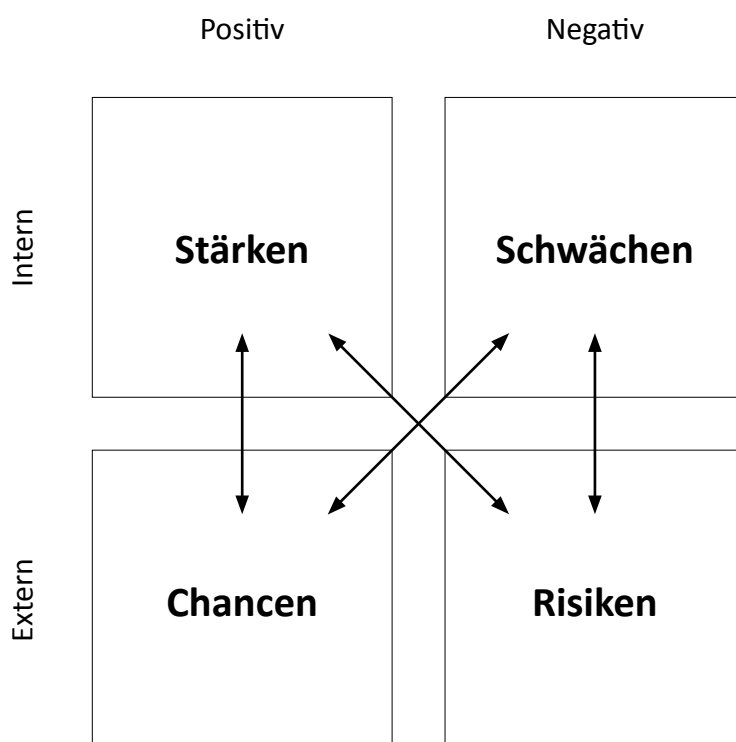 Positiv
Negativ
Intern
Stärken
Schwächen
Extern
Chancen
Risiken